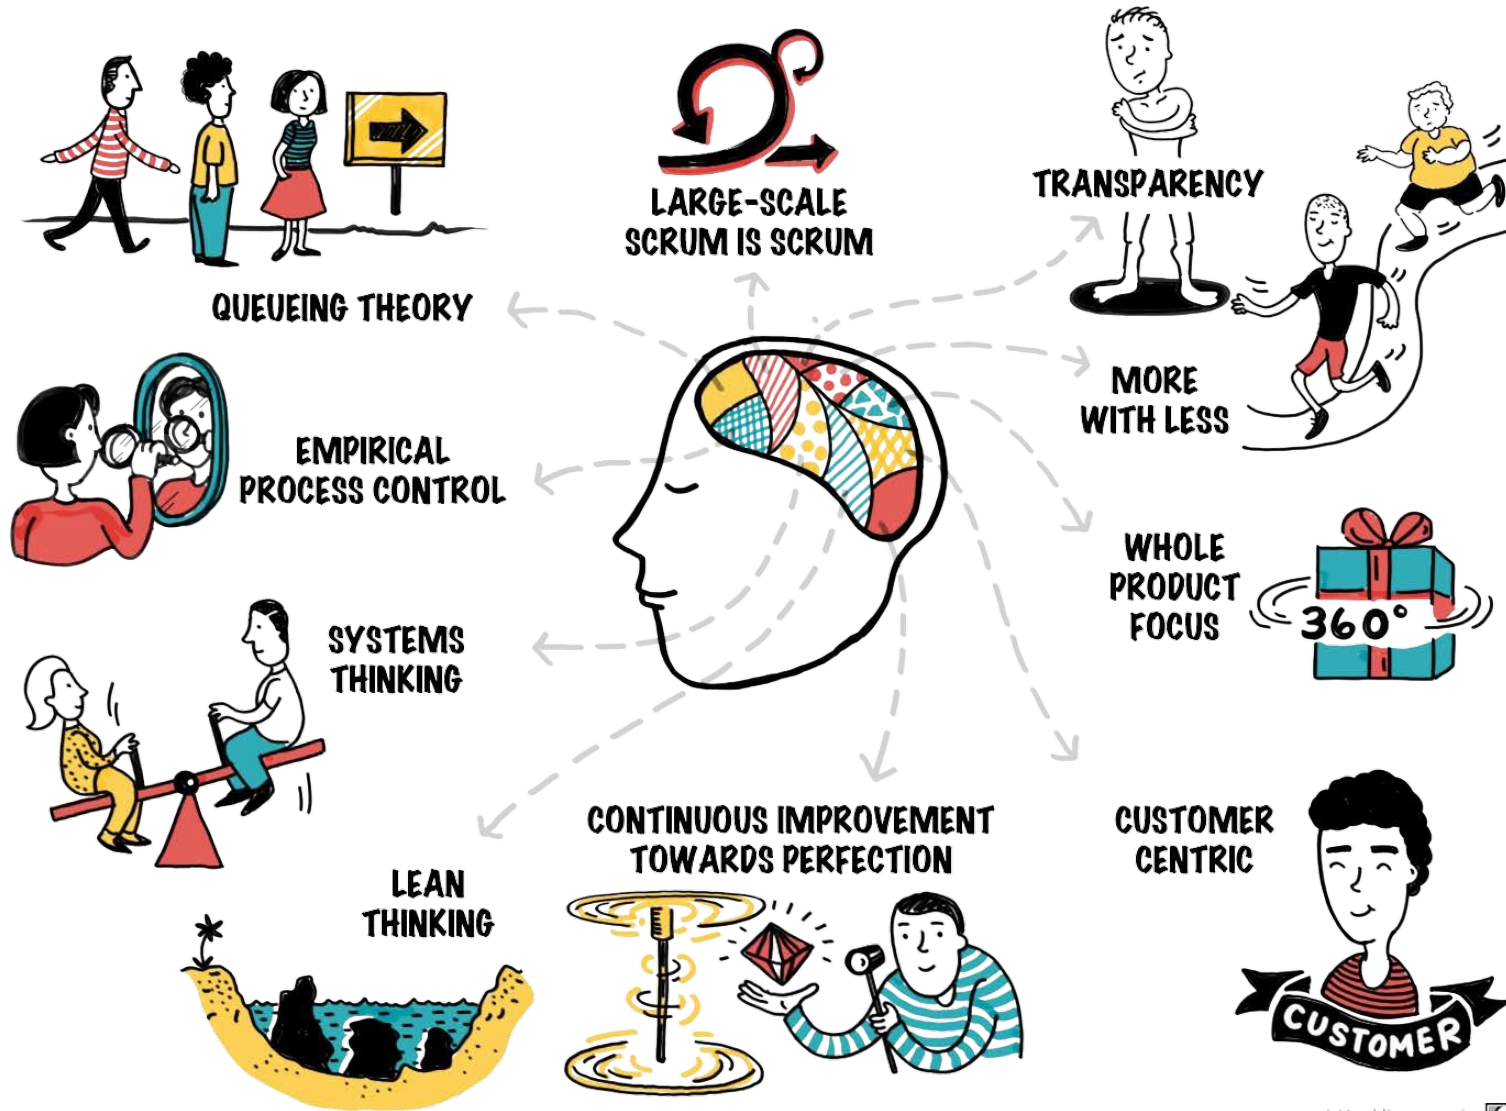 LARGE-SCALE
SCRUM IS SCRUM
TRANSPARENCY
QUEUEING THEORY
MORE
WITH LESS
EMPIRICAL
PROCESS CONTROL
WHOLE
PRODUCT
FOCUS
360°
SYSTEMS
THINKING
CONTINUOUS IMPROVEMENT
TOWARDS PERFECTION
CUSTOMER
CENTRIC
LEAN
THINKING
CUSTOMER